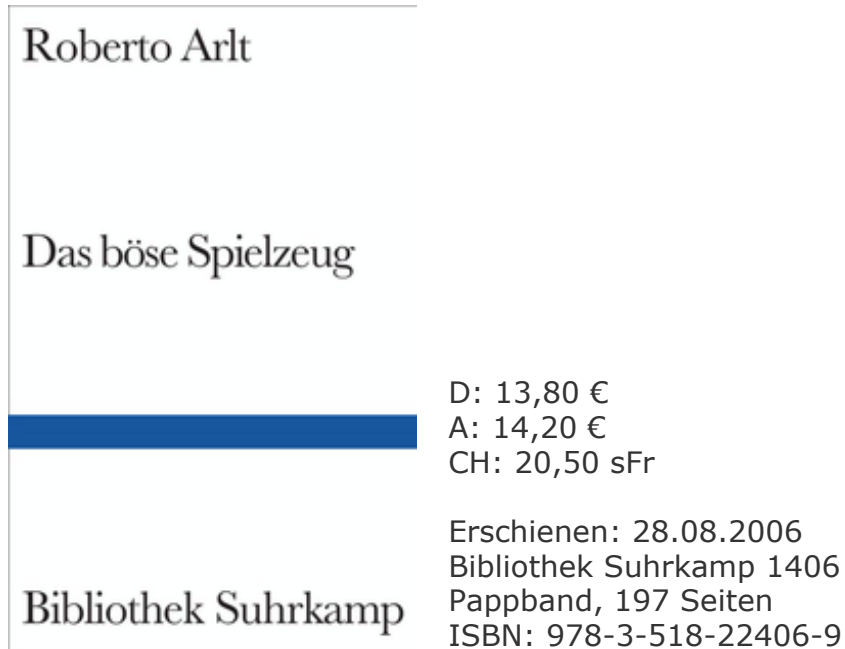 Roberto Arlt
Das böse Spielzeug
Bibliothek Suhrkamp
D: 13,80 €
A: 14,20 €
CH: 20,50 sFr
Erschienen: 28.08.2006
Bibliothek Suhrkamp 1406
Pappband, 197 Seiten
ISBN: 978-3-518-22406-9